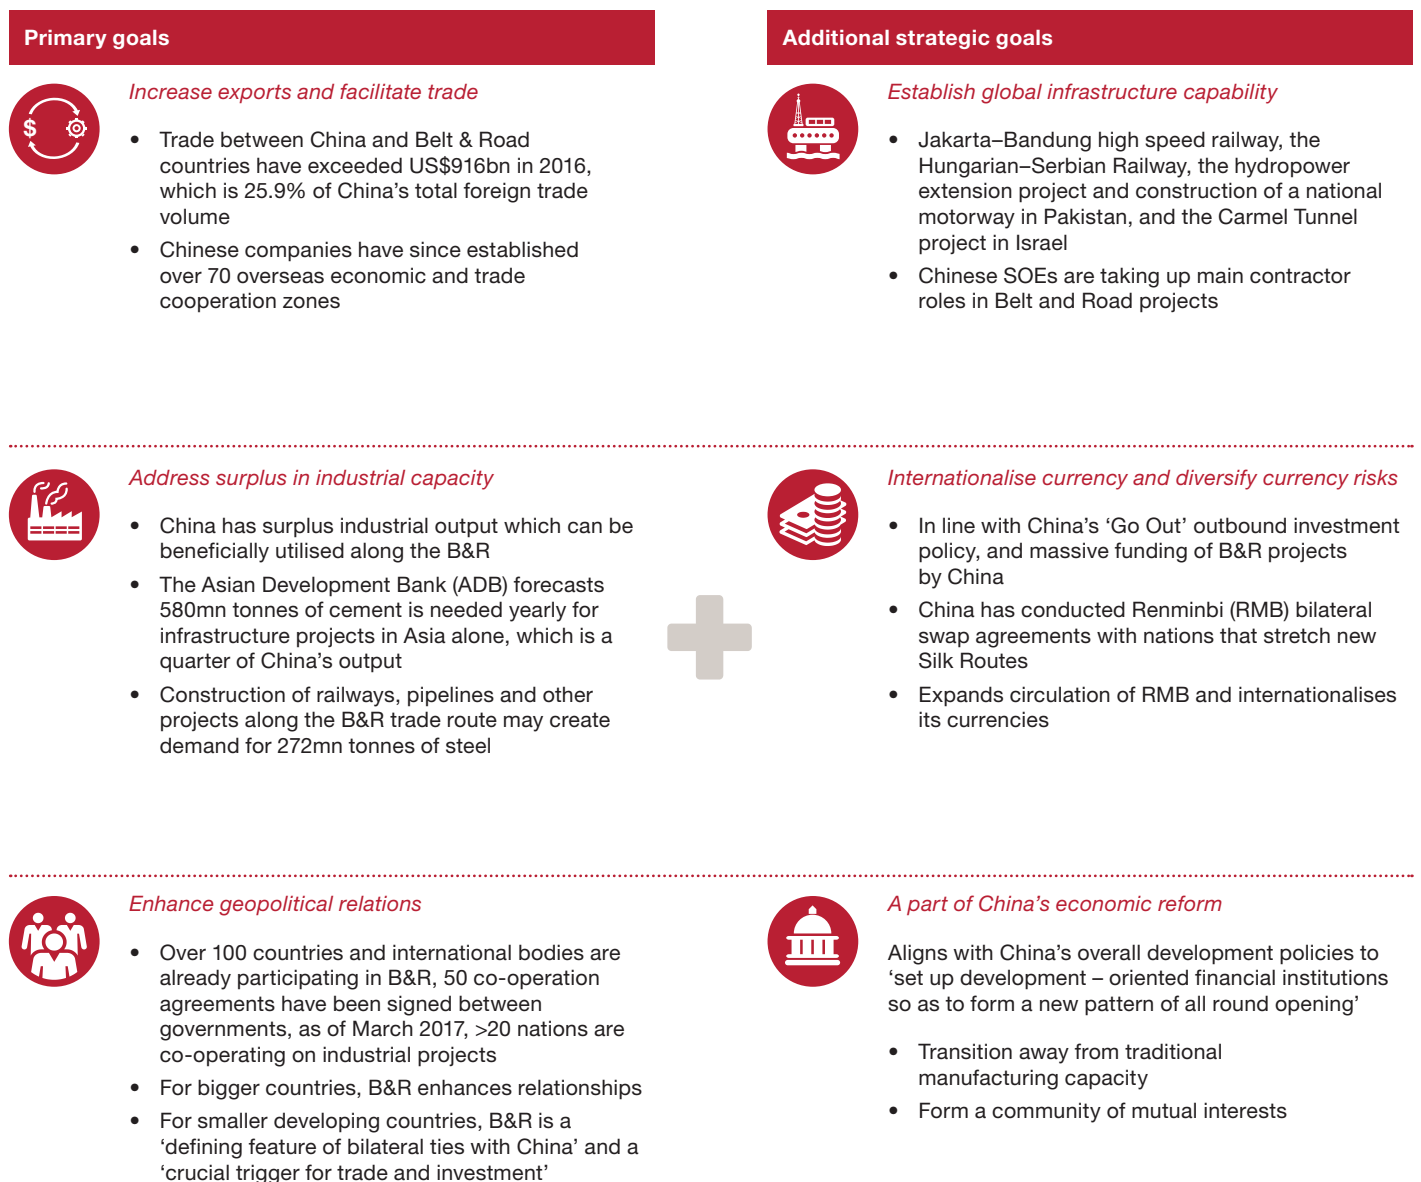 Primary goals
Increase exports and facilitate trade
$
• Trade between China and Belt & Road
countries have exceeded US$916bn in 2016,
which is 25.9% of China’s total foreign trade
volume
• Chinese companies have since established
over 70 overseas economic and trade
cooperation zones
Address surplus in industrial capacity
• China has surplus industrial output which can be
beneficially utilised along the B&R
• The Asian Development Bank (ADB) forecasts
580mn tonnes of cement is needed yearly for
infrastructure projects in Asia alone, which is a
quarter of China’s output
• Construction of railways, pipelines and other
projects along the B&R trade route may create
demand for 272mn tonnes of steel
Enhance geopolitical relations
• Over 100 countries and international bodies are
already participating in B&R, 50 co-operation
agreements have been signed between
governments, as of March 2017, >20 nations are
co-operating on industrial projects
• For bigger countries, B&R enhances relationships
• For smaller developing countries, B&R is a
‘defining feature of bilateral ties with China’ and a
‘crucial trigger for trade and investment’
Additional strategic goals
Establish global infrastructure capability
• Jakarta–Bandung high speed railway, the
Hungarian–Serbian Railway, the hydropower
extension project and construction of a national
motorway in Pakistan, and the Carmel Tunnel
project in Israel
• Chinese SOEs are taking up main contractor
roles in Belt and Road projects
Internationalise currency and diversify currency risks
• In line with China’s ‘Go Out’ outbound investment
policy, and massive funding of B&R projects
by China
• China has conducted Renminbi (RMB) bilateral
swap agreements with nations that stretch new
Silk Routes
• Expands circulation of RMB and internationalises
its currencies
A part of China’s economic reform
Aligns with China’s overall development policies to
‘set up development – oriented financial institutions
so as to form a new pattern of all round opening’
• Transition away from traditional
manufacturing capacity
• Form a community of mutual interests